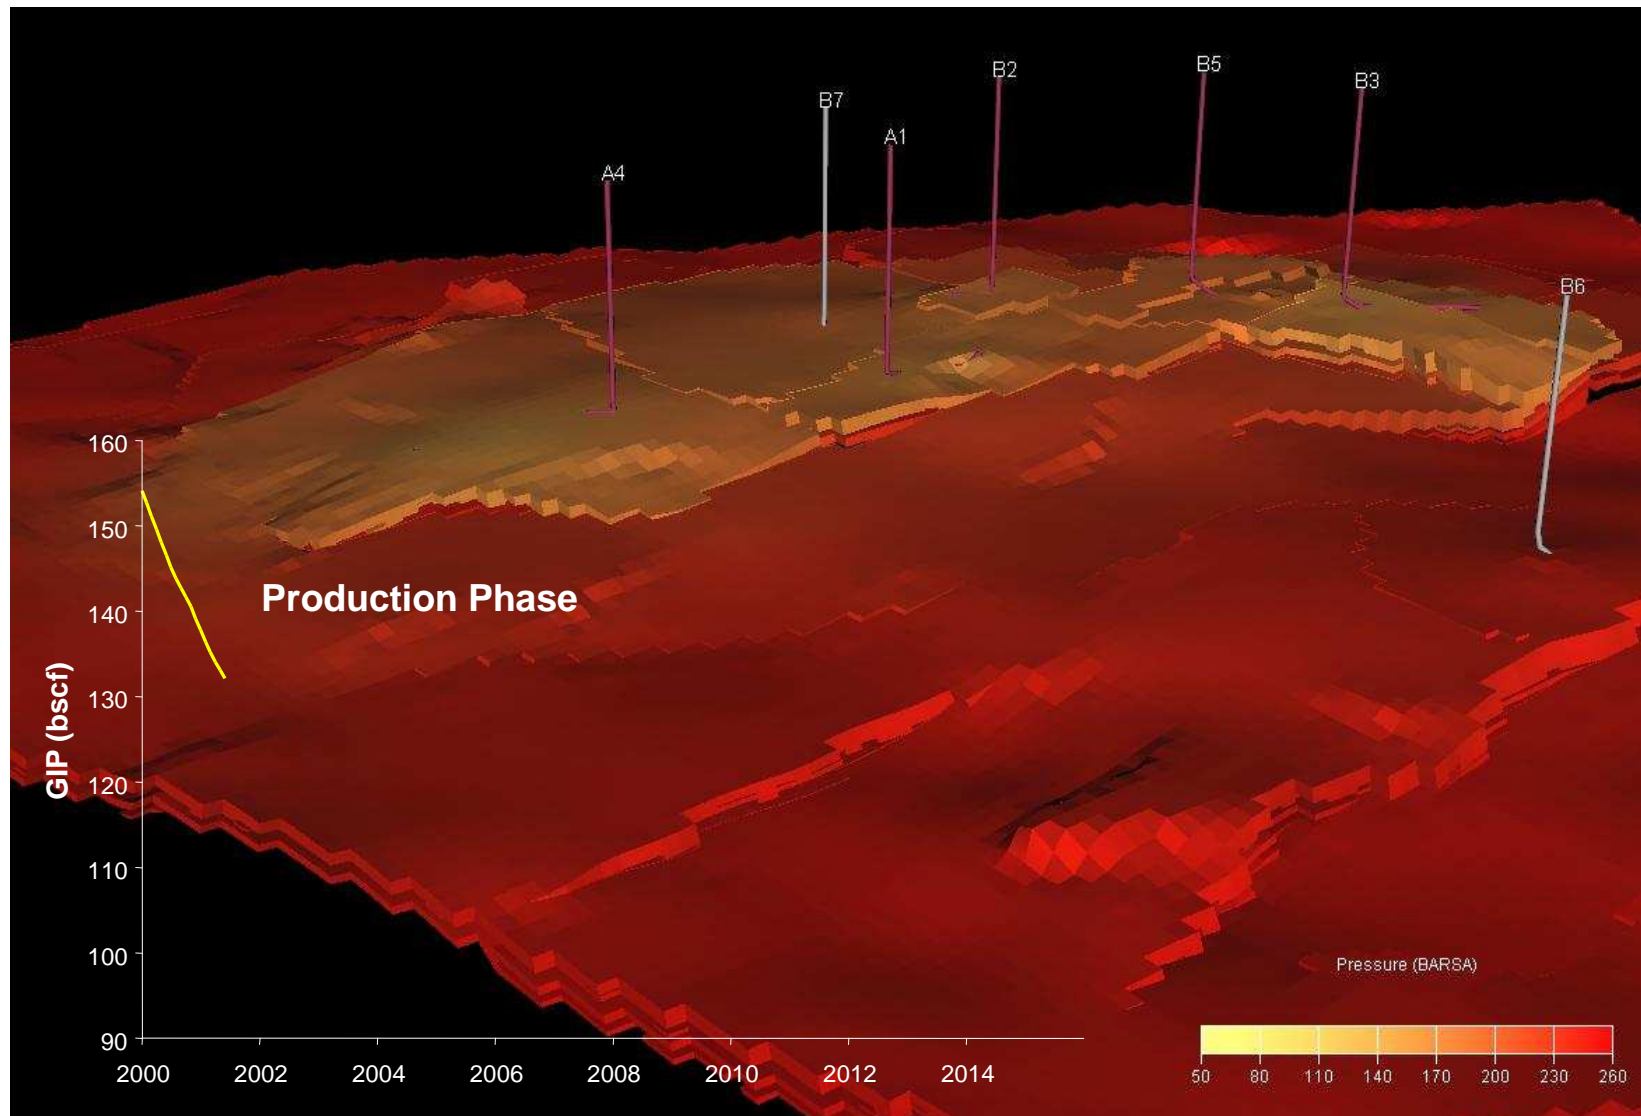 B2
B5
B3
B7
A1
A4
B6
160
150
Production Phase
140
130
GIP (bscf)
120
110
100
Pressure (BARSA)
90
2000 2002 2004 2006 2008 2010 2012 2014
50 80 110 140 170 200 230 260